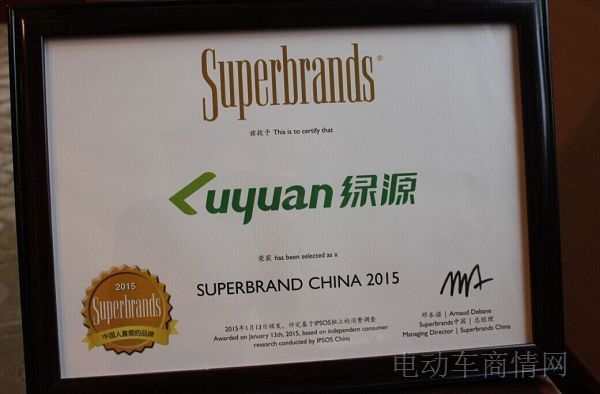 Superbrands®
兹授予 This is to certify that
Luyuan 绿源
荣获 has been selected as a
SUPERBRAND CHINA 2015
2015年1月13日颁发，评定基于IPSOS独立的消费调查
Awarded on January 13th, 2015, based on independent consumer
research conducted by IPSOS China
2015
Superbrands
中国人喜爱的品牌
邓本诺 | Arnaud Debane
Superbrands中国 | 总经理
Managing Director | Superbrands China
电动车商情网